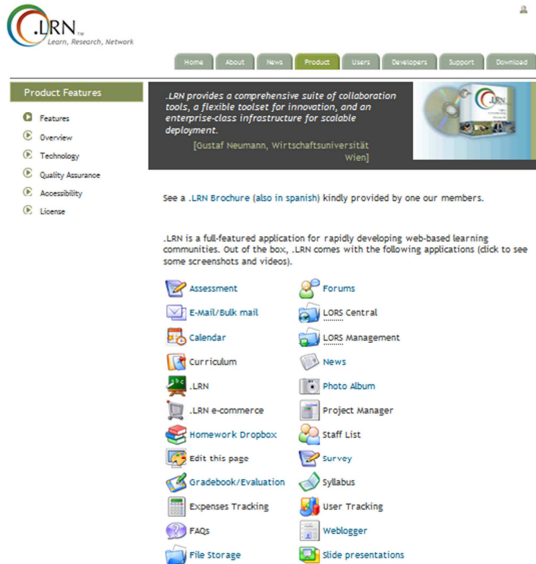 .LRN™
Learn, Research, Network
Home About News Product Users Developers Support Download
Product Features
Features
Overview
Technology
Quality Assurance
Accessibility
License
.LRN provides a comprehensive suite of collaboration
tools, a flexible toolset for innovation, and an
enterprise-class infrastructure for scalable
deployment.
[Gustaf Neumann, Wirtschaftsuniversität
Wien]
.LRN
See a .LRN Brochure (also in spanish) kindly provided by one our members.
.LRN is a full-featured application for rapidly developing web-based learning
communities. Out of the box, .LRN comes with the following applications (click to see
some screenshots and videos).
Assessment Forums
E-Mail/Bulk mail LORS Central
Calendar LORS Management
Curriculum News
.LRN Photo Album
.LRN e-commerce Project Manager
Homework Dropbox Staff List
Edit this page Survey
Gradebook/Evaluation Syllabus
Expenses Tracking User Tracking
FAQs Weblogger
File Storage Slide presentations